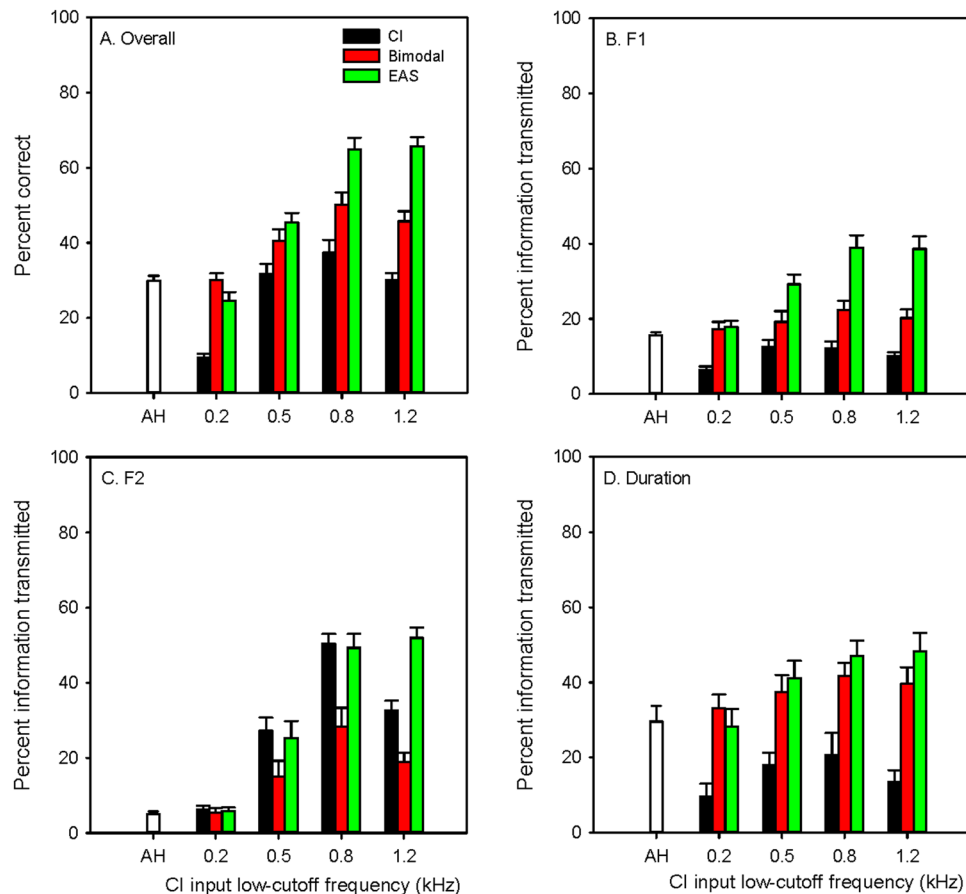 A. Overall
CI
Bimodal
EAS
Percent correct
100
80
60
40
20
0
AH 0.2 0.5 0.8 1.2
B. F1
Percent information transmitted
100
80
60
40
20
0
AH 0.2 0.5 0.8 1.2
C. F2
Percent information transmitted
100
80
60
40
20
0
AH 0.2 0.5 0.8 1.2
CI input low-cutoff frequency (kHz)
D. Duration
Percent information transmitted
100
80
60
40
20
0
AH 0.2 0.5 0.8 1.2
CI input low-cutoff frequency (kHz)